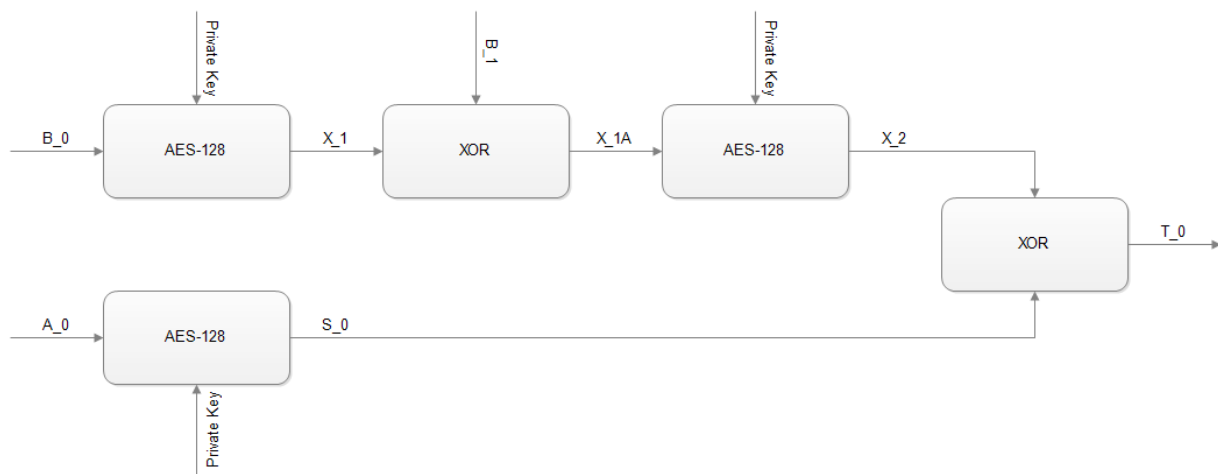 Private Key
B_1
Private Key
B_0
AES-128
X_1
XOR
X_1A
AES-128
X_2
XOR
T_0
A_0
AES-128
S_0
Private Key